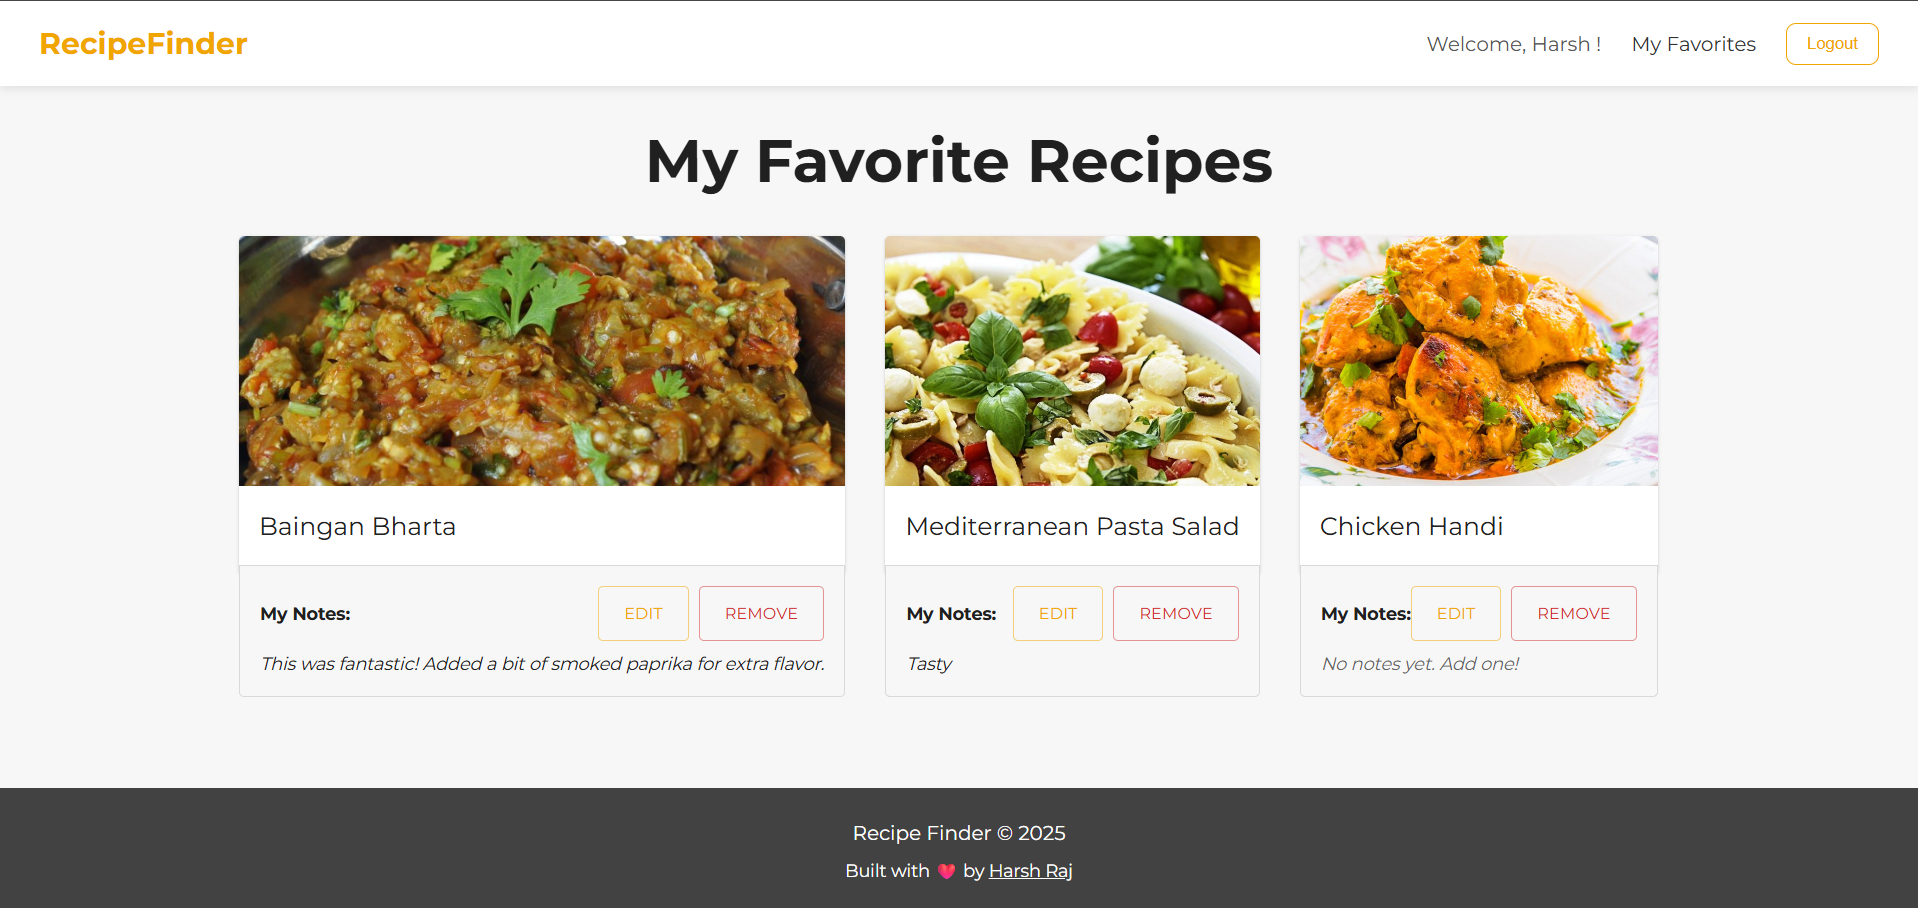 RecipeFinder
Welcome, Harsh ! My Favorites Logout
My Favorite Recipes
Baingan Bharta
My Notes: EDIT REMOVE
This was fantastic! Added a bit of smoked paprika for extra flavor.
Mediterranean Pasta Salad
My Notes: EDIT REMOVE
Tasty
Chicken Handi
My Notes: EDIT REMOVE
No notes yet. Add one!
Recipe Finder © 2025
Built with 💗 by Harsh Raj